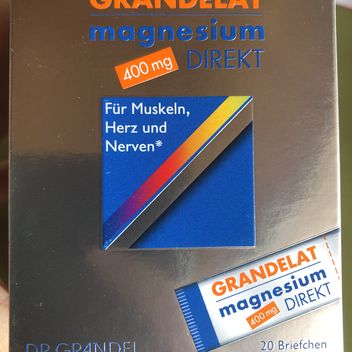 GRANDELAT
magnesium
400 mg DIREKT
Für Muskeln,
Herz und
Nerven*
GRANDELAT
magnesium
400 mg DIREKT
DR. GRANDEL
20 Briefchen